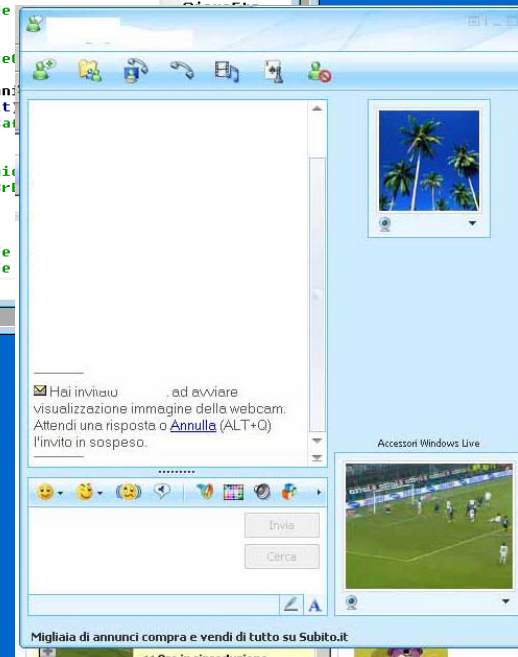 Hai invitato . ad avviare
visualizzazione immagine della webcam.
Attendi una risposta o Annulla (ALT+Q)
l'invito in sospeso.
Accessori Windows Live
Invia
Cerca
A
Migliaia di annunci compra e vendi di tutto su Subito.it